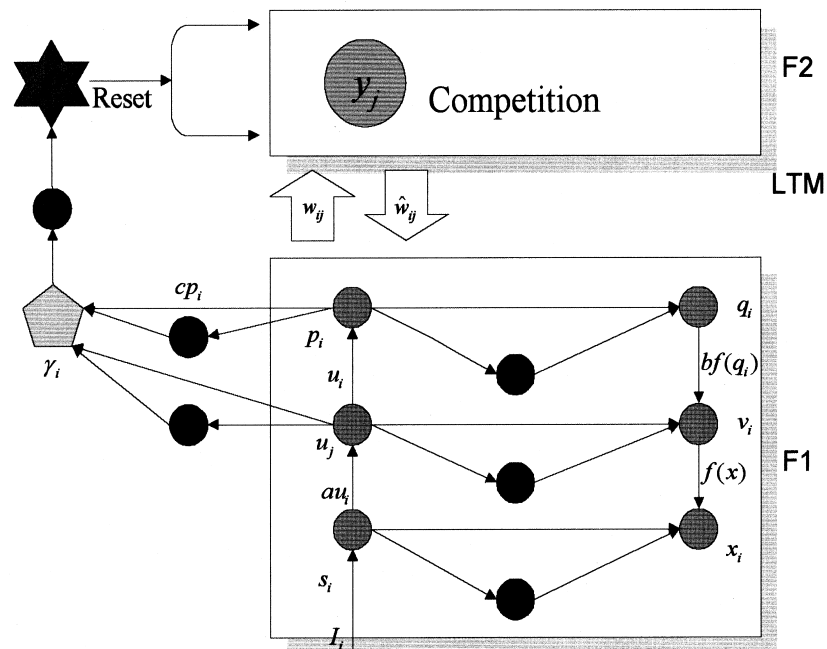 F2
Reset
y_j
Competition
LTM
w_ij
ŵ_ij
cp_i
p_i
q_i
γ_i
u_i
bf(q_i)
u_j
v_i
F1
au_i
f(x)
s_i
x_i
I_i